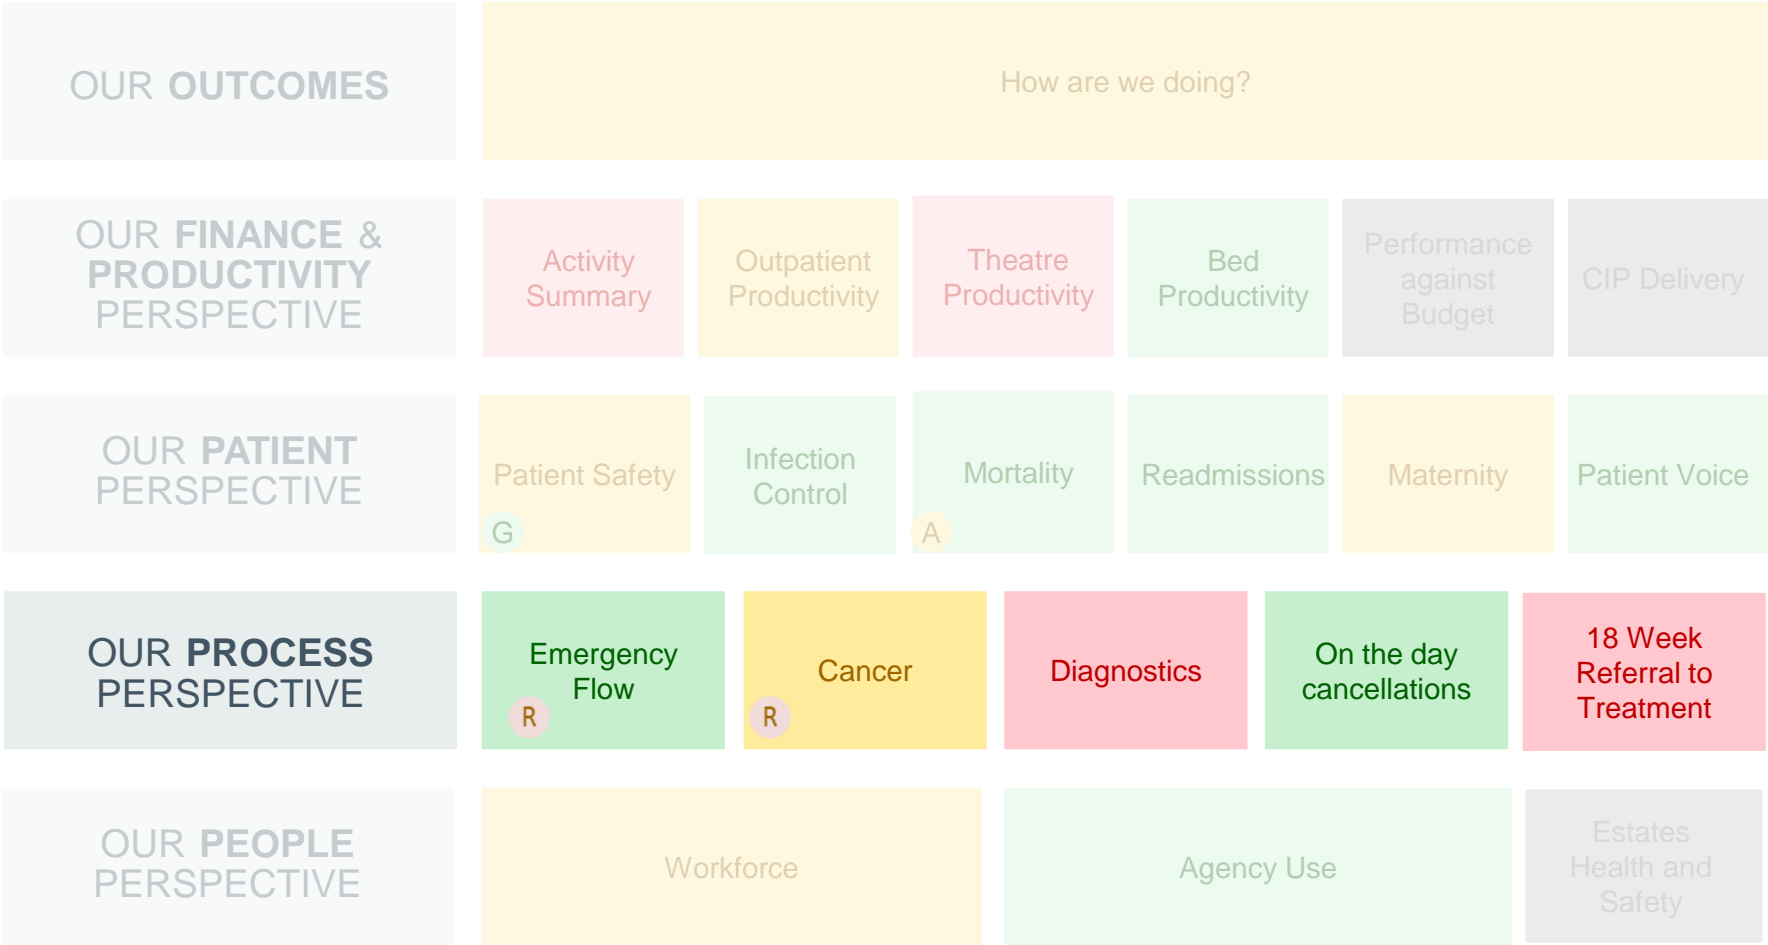 OUR OUTCOMES
How are we doing?
OUR FINANCE &
PRODUCTIVITY
PERSPECTIVE
Activity
Summary
Outpatient
Productivity
Theatre
Productivity
Bed
Productivity
Performance
against
Budget
CIP Delivery
OUR PATIENT
PERSPECTIVE
Patient Safety
G
Infection
Control
Mortality
A
Readmissions
Maternity
Patient Voice
OUR PROCESS
PERSPECTIVE
Emergency
Flow
R
Cancer
R
Diagnostics
On the day
cancellations
18 Week
Referral to
Treatment
OUR PEOPLE
PERSPECTIVE
Workforce
Agency Use
Estates
Health and
Safety